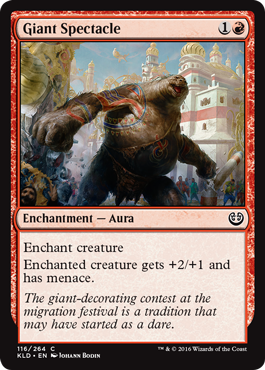 Giant Spectacle 1
Enchantment — Aura
Enchant creature
Enchanted creature gets +2/+1 and
has menace.
The giant-decorating contest at the
migration festival is a tradition that
may have started as a dare.
116/264 C
KLD • EN Johann Bodin
™ & © 2016 Wizards of the Coast